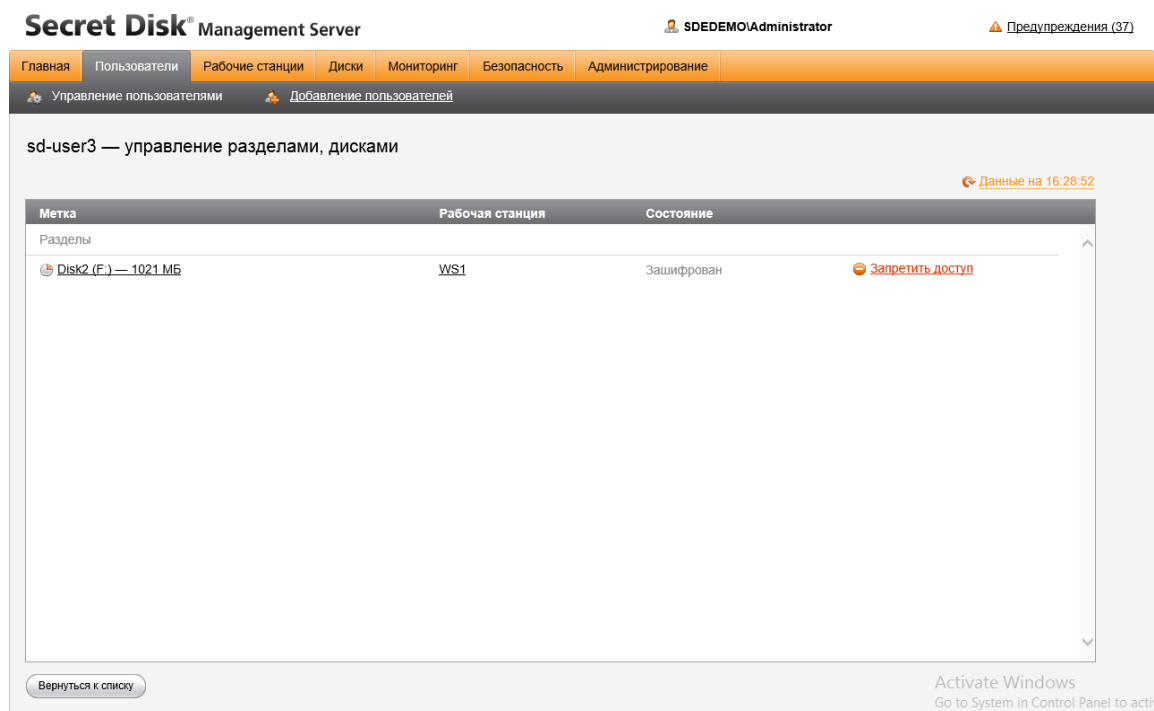 Secret Disk® Management Server
SDEDEMO\Administrator
Предупреждения (37)
Главная Пользователи Рабочие станции Диски Мониторинг Безопасность Администрирование
Управление пользователями Добавление пользователей
sd-user3 — управление разделами, дисками
Данные на 16:28:52
Метка Рабочая станция Состояние
Разделы
Disk2 (F:) — 1021 МБ WS1 Зашифрован Запретить доступ
Вернуться к списку
Activate Windows
Go to System in Control Panel to acti